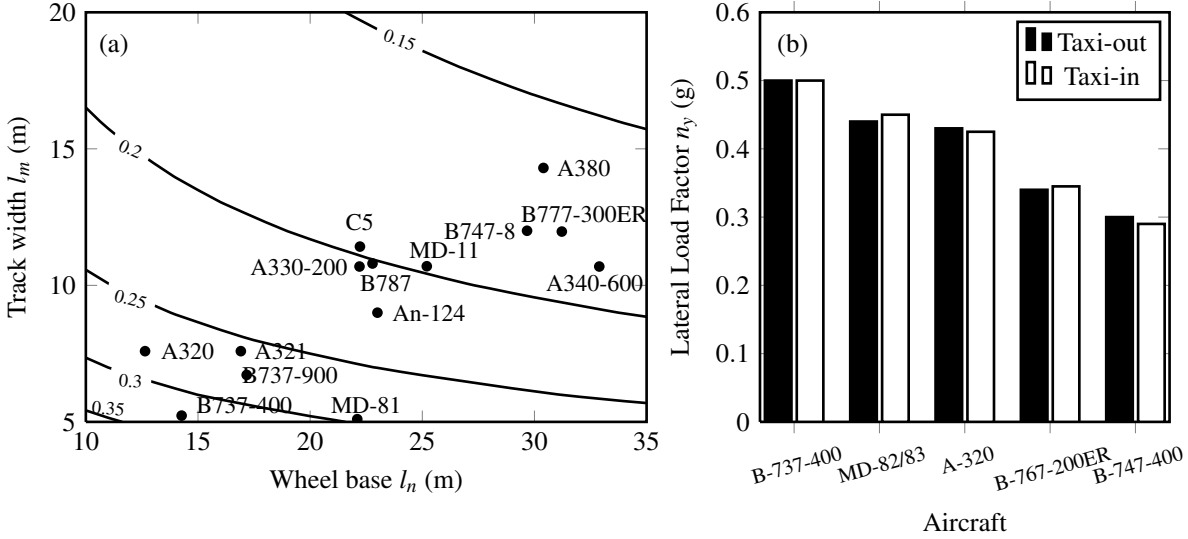 (a)
0.15
0.2
0.25
0.3
0.35
A380
B777-300ER
B747-8
C5
MD-11
A330-200
B787
A340-600
An-124
A320
A321
B737-900
B737-400
MD-81
20
15
10
5
10 15 20 25 30 35
Track width l_m (m)
Wheel base l_n (m)
(b)
Taxi-out
Taxi-in
0.6
0.5
0.4
0.3
0.2
0.1
0
Lateral Load Factor n_y (g)
B-737-400
MD-82/83
A-320
B-767-200ER
B-747-400
Aircraft